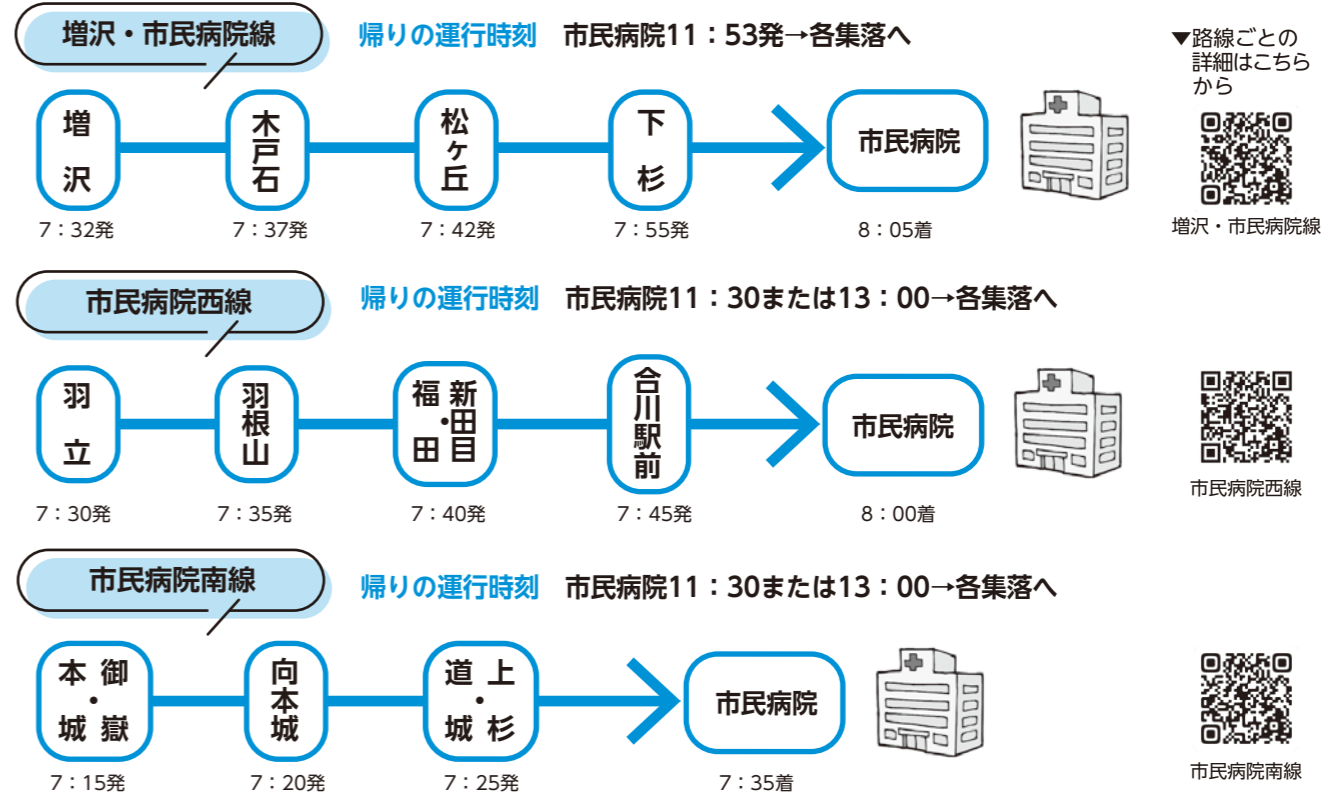 増沢・市民病院線
帰りの運行時刻 市民病院11：53発→各集落へ
▼路線ごとの
詳細はこちら
から
増沢
木戸石
松ヶ丘
下杉
市民病院
7：32発
7：37発
7：42発
7：55発
8：05着
増沢・市民病院線
市民病院西線
帰りの運行時刻 市民病院11：30または13：00→各集落へ
羽立
羽根山
新田目・
福田
合川駅前
市民病院
7：30発
7：35発
7：40発
7：45発
8：00着
市民病院西線
市民病院南線
帰りの運行時刻 市民病院11：30または13：00→各集落へ
御嶽・
本城
向本城
上杉・
道城
市民病院
7：15発
7：20発
7：25発
7：35着
市民病院南線